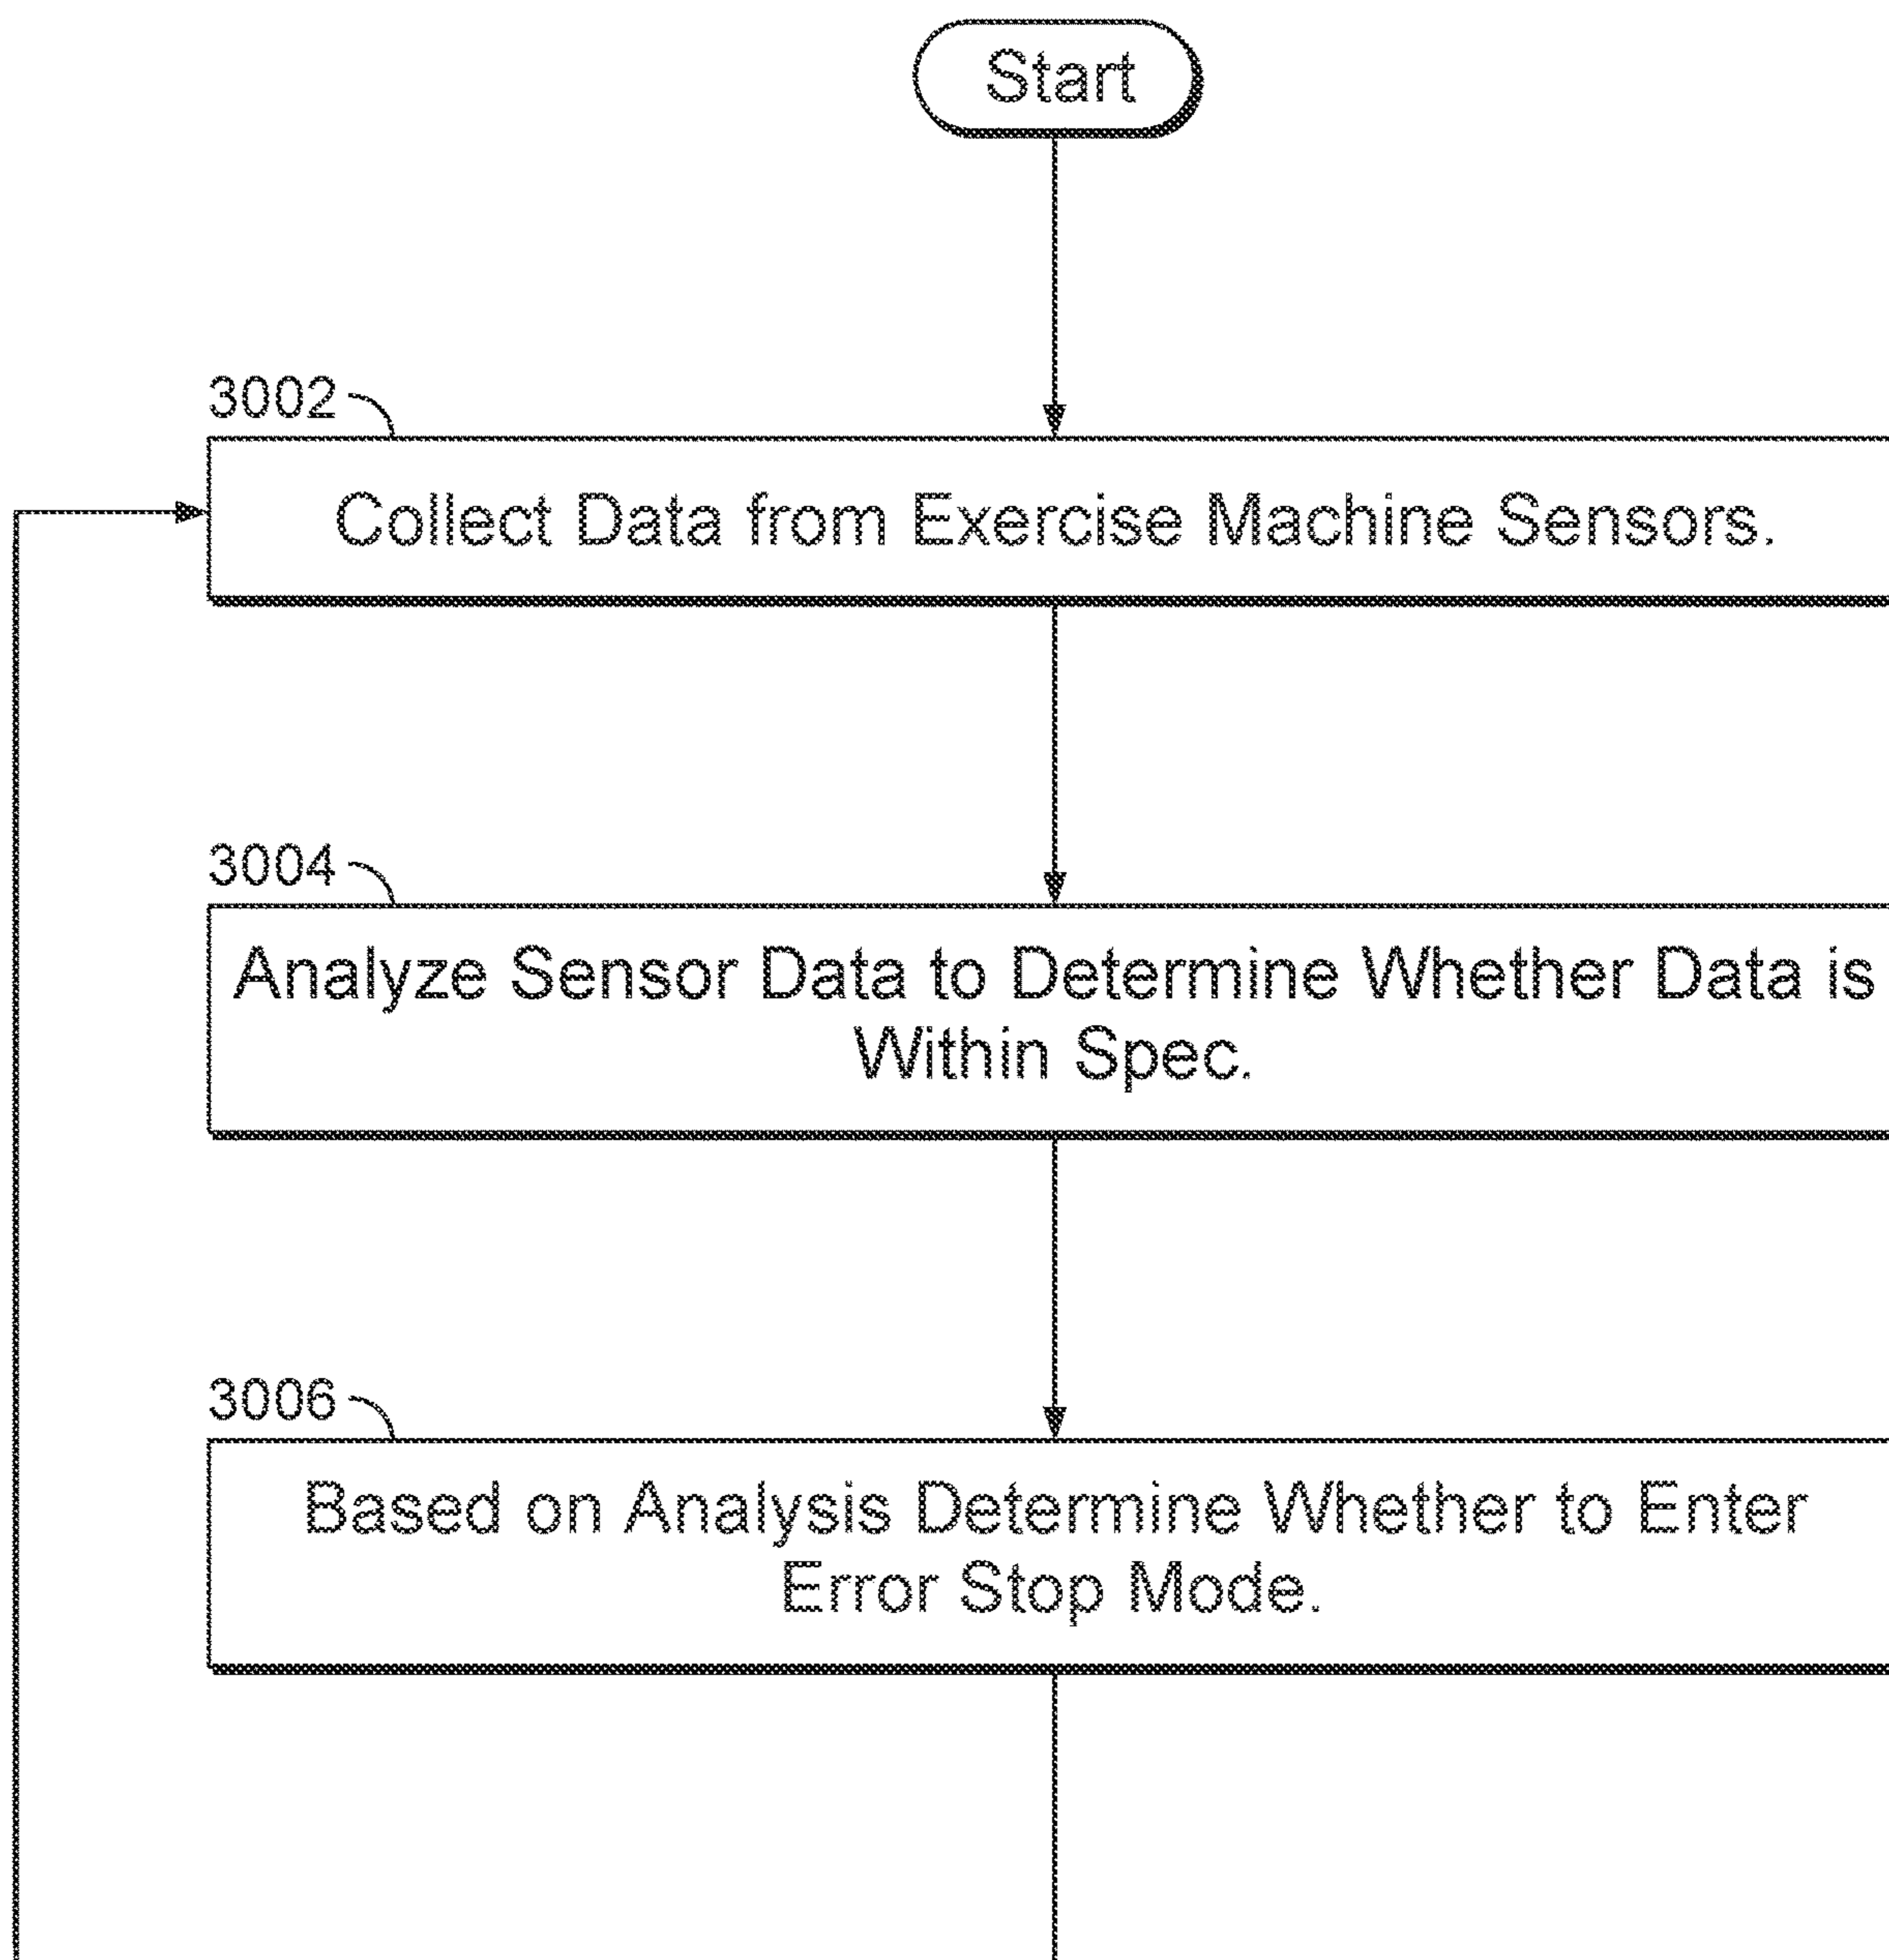 Start
3002
Collect Data from Exercise Machine Sensors.
3004
Analyze Sensor Data to Determine Whether Data is
Within Spec.
3006
Based on Analysis Determine Whether to Enter
Error Stop Mode.